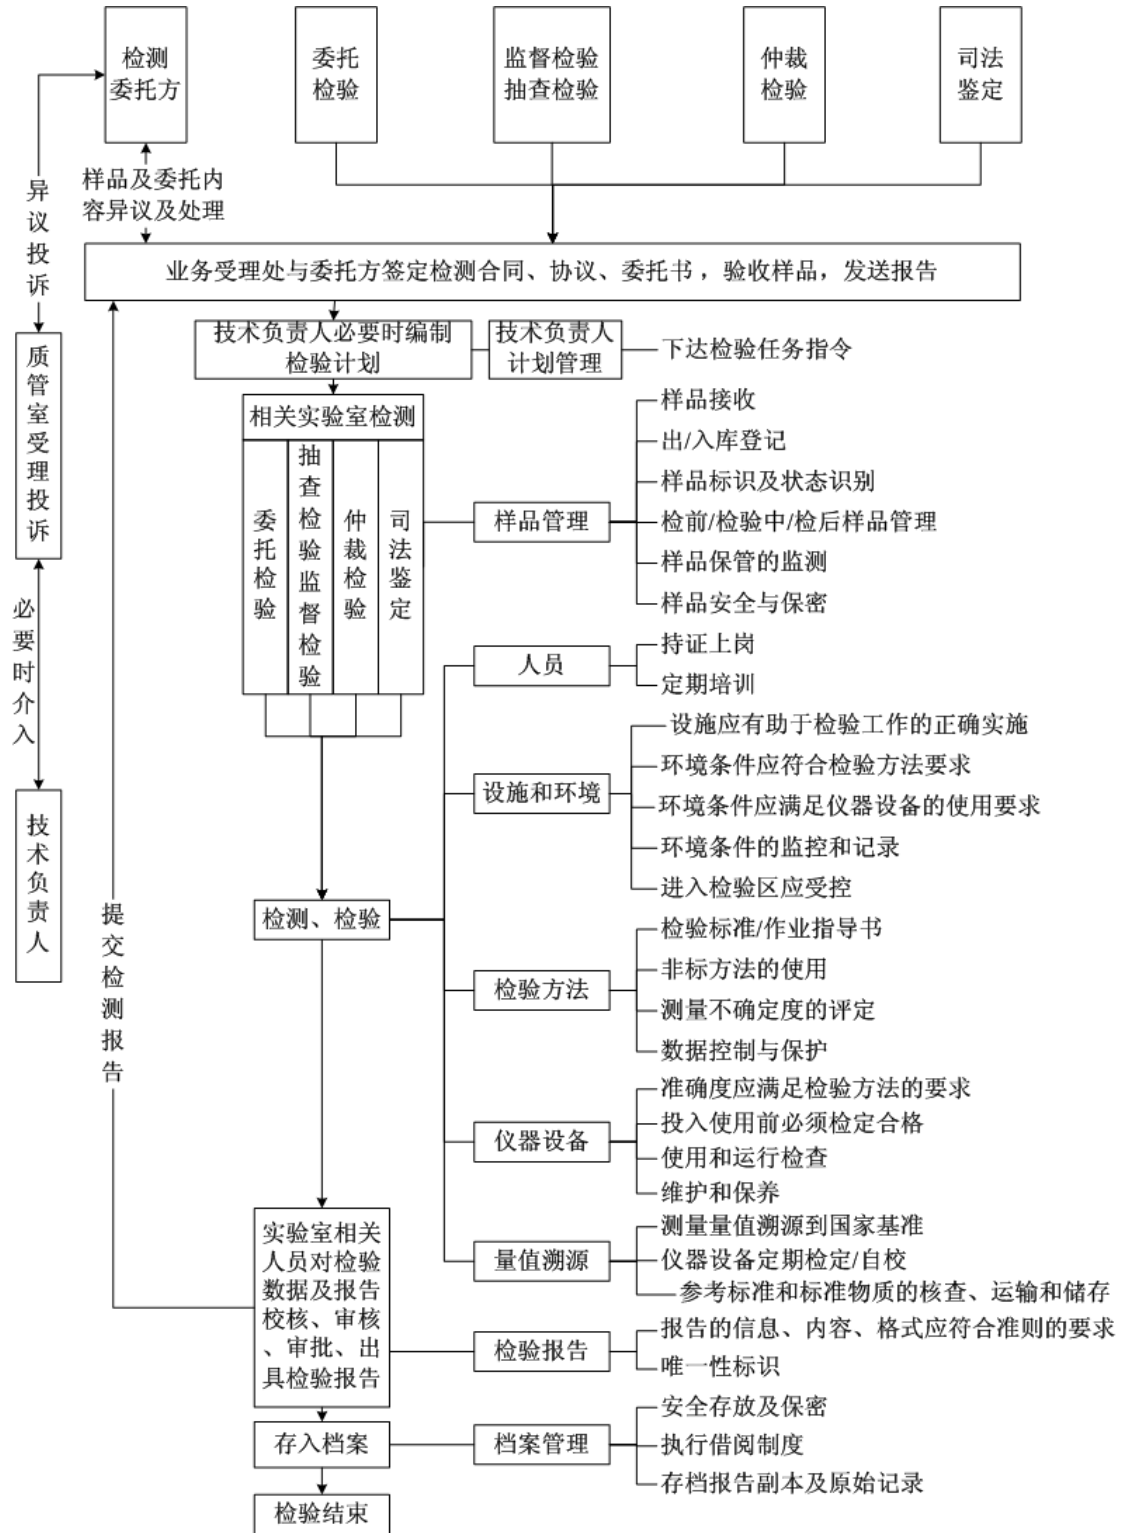 检测
委托方
委托
检验
监督检验
抽查检验
仲裁
检验
司法
鉴定
样品及委托内
容异议及处理
异议投诉
业务受理处与委托方签定检测合同、协议、委托书，验收样品，发送报告
技术负责人必要时编制
检验计划
技术负责人
计划管理
下达检验任务指令
质管室受理投诉
相关实验室检测
委托检验
抽查检验监督检验
仲裁检验
司法鉴定
样品管理
样品接收
出/入库登记
样品标识及状态识别
检前/检验中/检后样品管理
样品保管的监测
样品安全与保密
必要时介入
人员
持证上岗
定期培训
设施和环境
设施应有助于检验工作的正确实施
环境条件应符合检验方法要求
环境条件应满足仪器设备的使用要求
环境条件的监控和记录
进入检验区应受控
技术负责人
提交检测报告
检测、检验
检验方法
检验标准/作业指导书
非标方法的使用
测量不确定度的评定
数据控制与保护
仪器设备
准确度应满足检验方法的要求
投入使用前必须检定合格
使用和运行检查
维护和保养
量值溯源
测量量值溯源到国家基准
仪器设备定期检定/自校
参考标准和标准物质的核查、运输和储存
实验室相关
人员对检验
数据及报告
校核、审核
、审批、出
具检验报告
检验报告
报告的信息、内容、格式应符合准则的要求
唯一性标识
存入档案
档案管理
安全存放及保密
执行借阅制度
存档报告副本及原始记录
检验结束